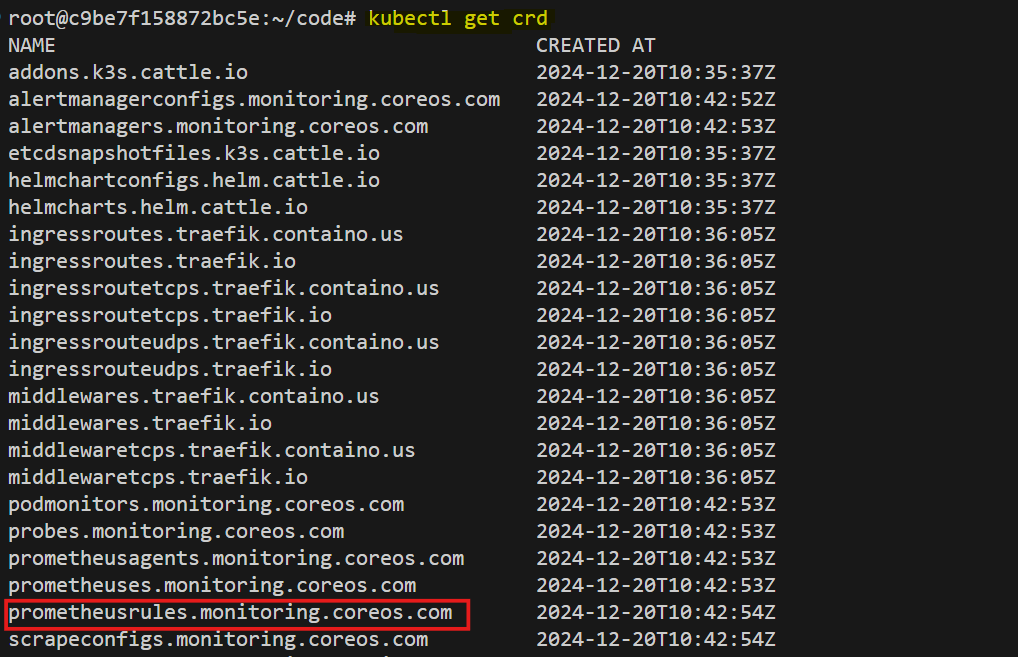 root@c9be7f158872bc5e:~/code# kubectl get crd
NAME CREATED AT
addons.k3s.cattle.io 2024-12-20T10:35:37Z
alertmanagerconfigs.monitoring.coreos.com 2024-12-20T10:42:52Z
alertmanagers.monitoring.coreos.com 2024-12-20T10:42:53Z
etcdsnapshotfiles.k3s.cattle.io 2024-12-20T10:35:37Z
helmchartconfigs.helm.cattle.io 2024-12-20T10:35:37Z
helmcharts.helm.cattle.io 2024-12-20T10:35:37Z
ingressroutes.traefik.containo.us 2024-12-20T10:36:05Z
ingressroutes.traefik.io 2024-12-20T10:36:05Z
ingressroutetcps.traefik.containo.us 2024-12-20T10:36:05Z
ingressroutetcps.traefik.io 2024-12-20T10:36:05Z
ingressrouteudps.traefik.containo.us 2024-12-20T10:36:05Z
ingressrouteudps.traefik.io 2024-12-20T10:36:05Z
middlewares.traefik.containo.us 2024-12-20T10:36:05Z
middlewares.traefik.io 2024-12-20T10:36:05Z
middlewaretcps.traefik.containo.us 2024-12-20T10:36:05Z
middlewaretcps.traefik.io 2024-12-20T10:36:05Z
podmonitors.monitoring.coreos.com 2024-12-20T10:42:53Z
probes.monitoring.coreos.com 2024-12-20T10:42:53Z
prometheusagents.monitoring.coreos.com 2024-12-20T10:42:53Z
prometheuses.monitoring.coreos.com 2024-12-20T10:42:53Z
prometheusrules.monitoring.coreos.com 2024-12-20T10:42:54Z
scrapeconfigs.monitoring.coreos.com 2024-12-20T10:42:54Z